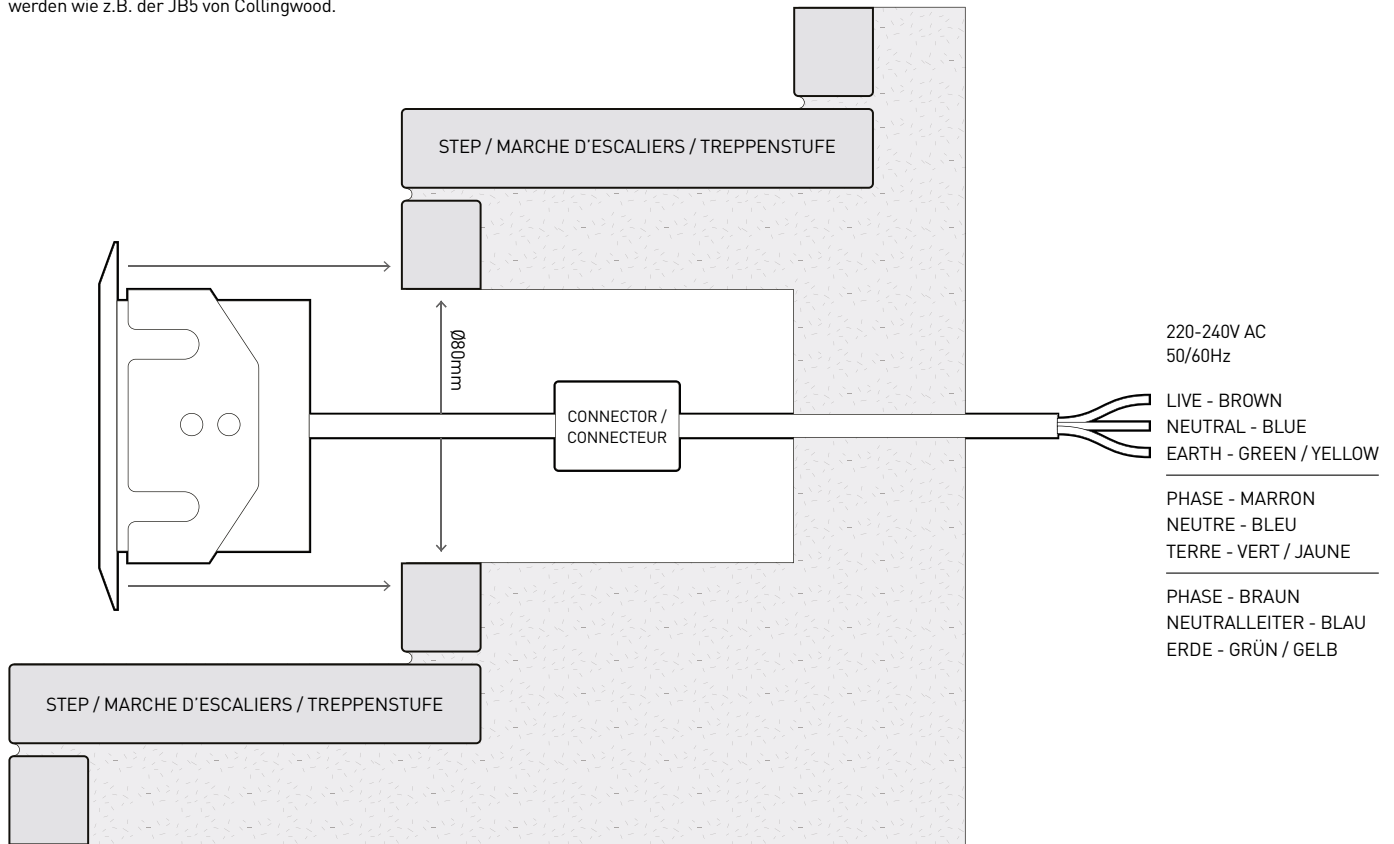 werden wie z.B. der JB5 von Collingwood.
STEP / MARCHE D'ESCALIERS / TREPPENSTUFE
Ø80mm
CONNECTOR /
CONNECTEUR
220-240V AC
50/60Hz
LIVE - BROWN
NEUTRAL - BLUE
EARTH - GREEN / YELLOW
PHASE - MARRON
NEUTRE - BLEU
TERRE - VERT / JAUNE
PHASE - BRAUN
NEUTRALLEITER - BLAU
ERDE - GRÜN / GELB
STEP / MARCHE D'ESCALIERS / TREPPENSTUFE